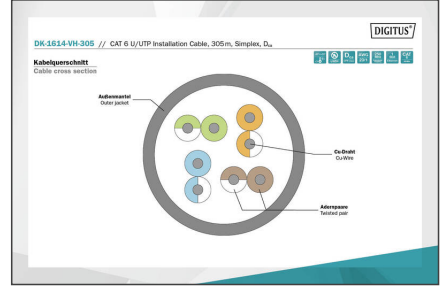 DIGITUS®
DK-1614-VH-305 // CAT 6 U/UTP Installation Cable, 305 m, Simplex, Dca
Kabelquerschnitt
Cable cross section
Außenmantel
Outer jacket
Cu-Draht
Cu-Wire
Adernpaare
Twisted pair